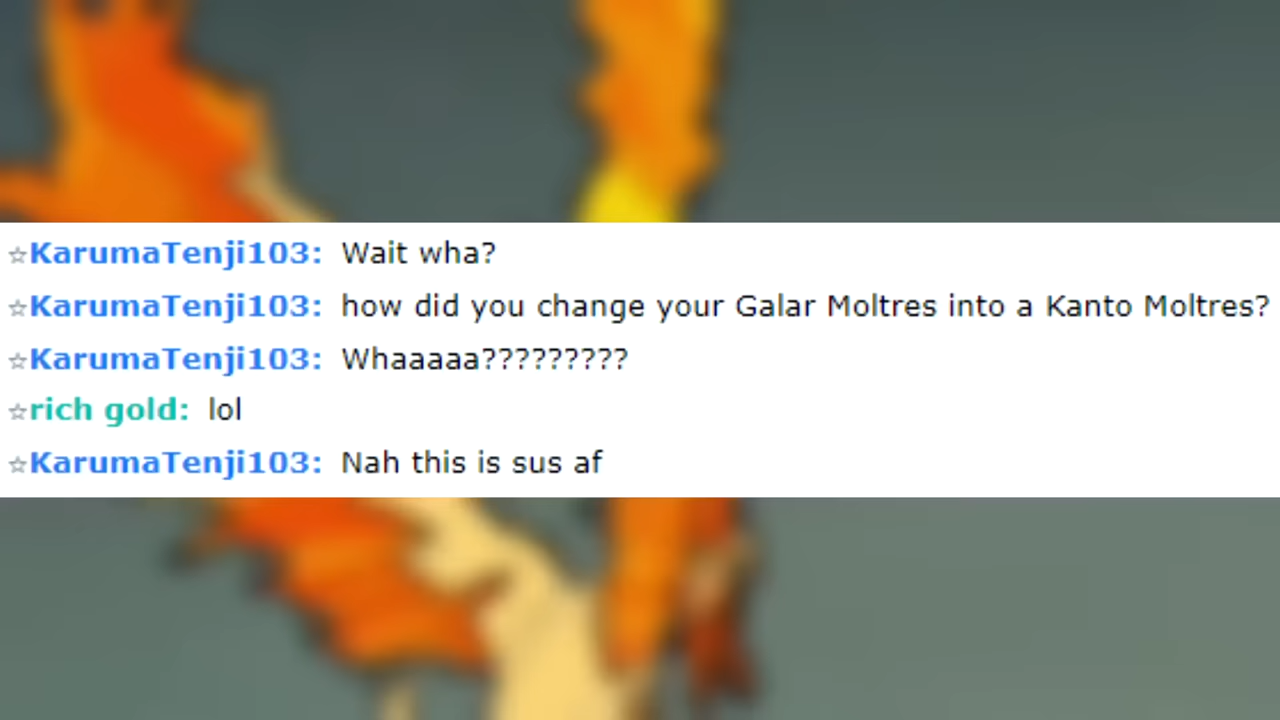 ☆KarumaTenji103: Wait wha?
☆KarumaTenji103: how did you change your Galar Moltres into a Kanto Moltres?
☆KarumaTenji103: Whaaaaa?????????
☆rich gold: lol
☆KarumaTenji103: Nah this is sus af